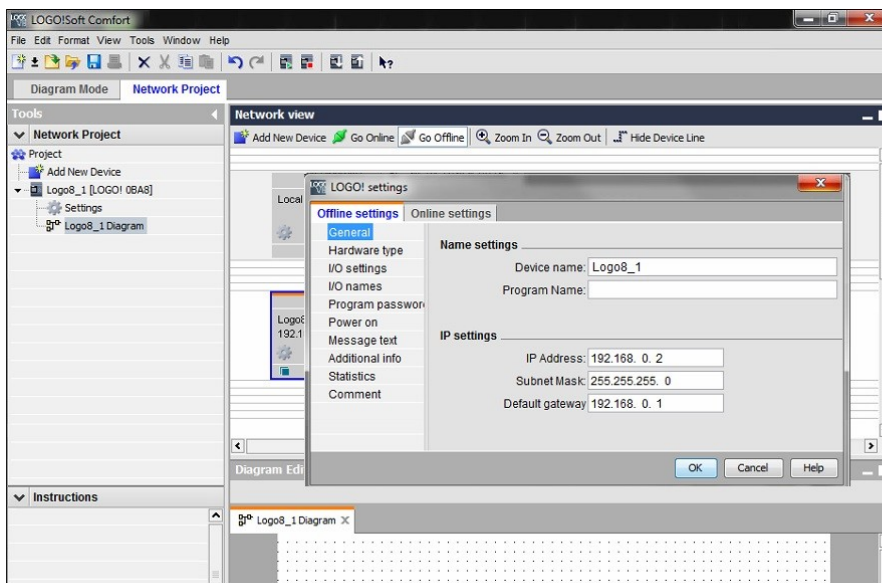 LOGO!Soft Comfort
File Edit Format View Tools Window Help
Diagram Mode Network Project
Tools
Network Project
Project
Add New Device
Logo8_1 [LOGO! 0BA8]
Settings
Logo8_1 Diagram
Instructions
Network view
Add New Device Go Online Go Offline Zoom In Zoom Out Hide Device Line
Local
192.1
LOGO! settings
Offline settings Online settings
General
Hardware type
I/O settings
I/O names
Program passwor
Power on
Message text
Additional info
Statistics
Comment
Name settings
Device name: Logo8_1
Program Name:
IP settings
IP Address: 192.168. 0. 2
Subnet Mask: 255.255.255. 0
Default gateway 192.168. 0. 1
OK Cancel Help
Diagram Edi
Logo8_1 Diagram